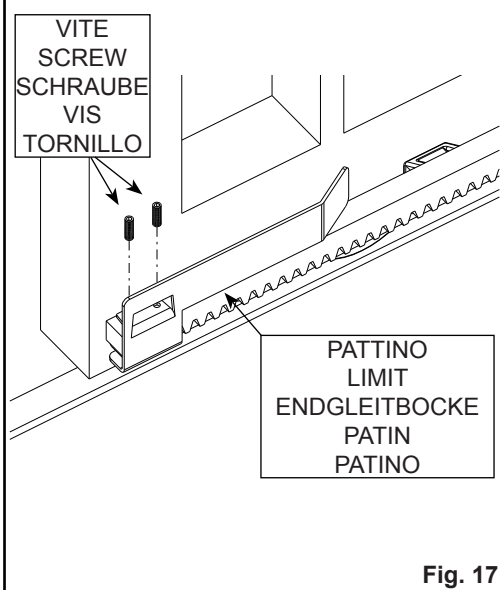 VITE
SCREW
SCHRAUBE
VIS
TORNILLO
PATTINO
LIMIT
ENDGLEITBOCKE
PATIN
PATINO
Fig. 17